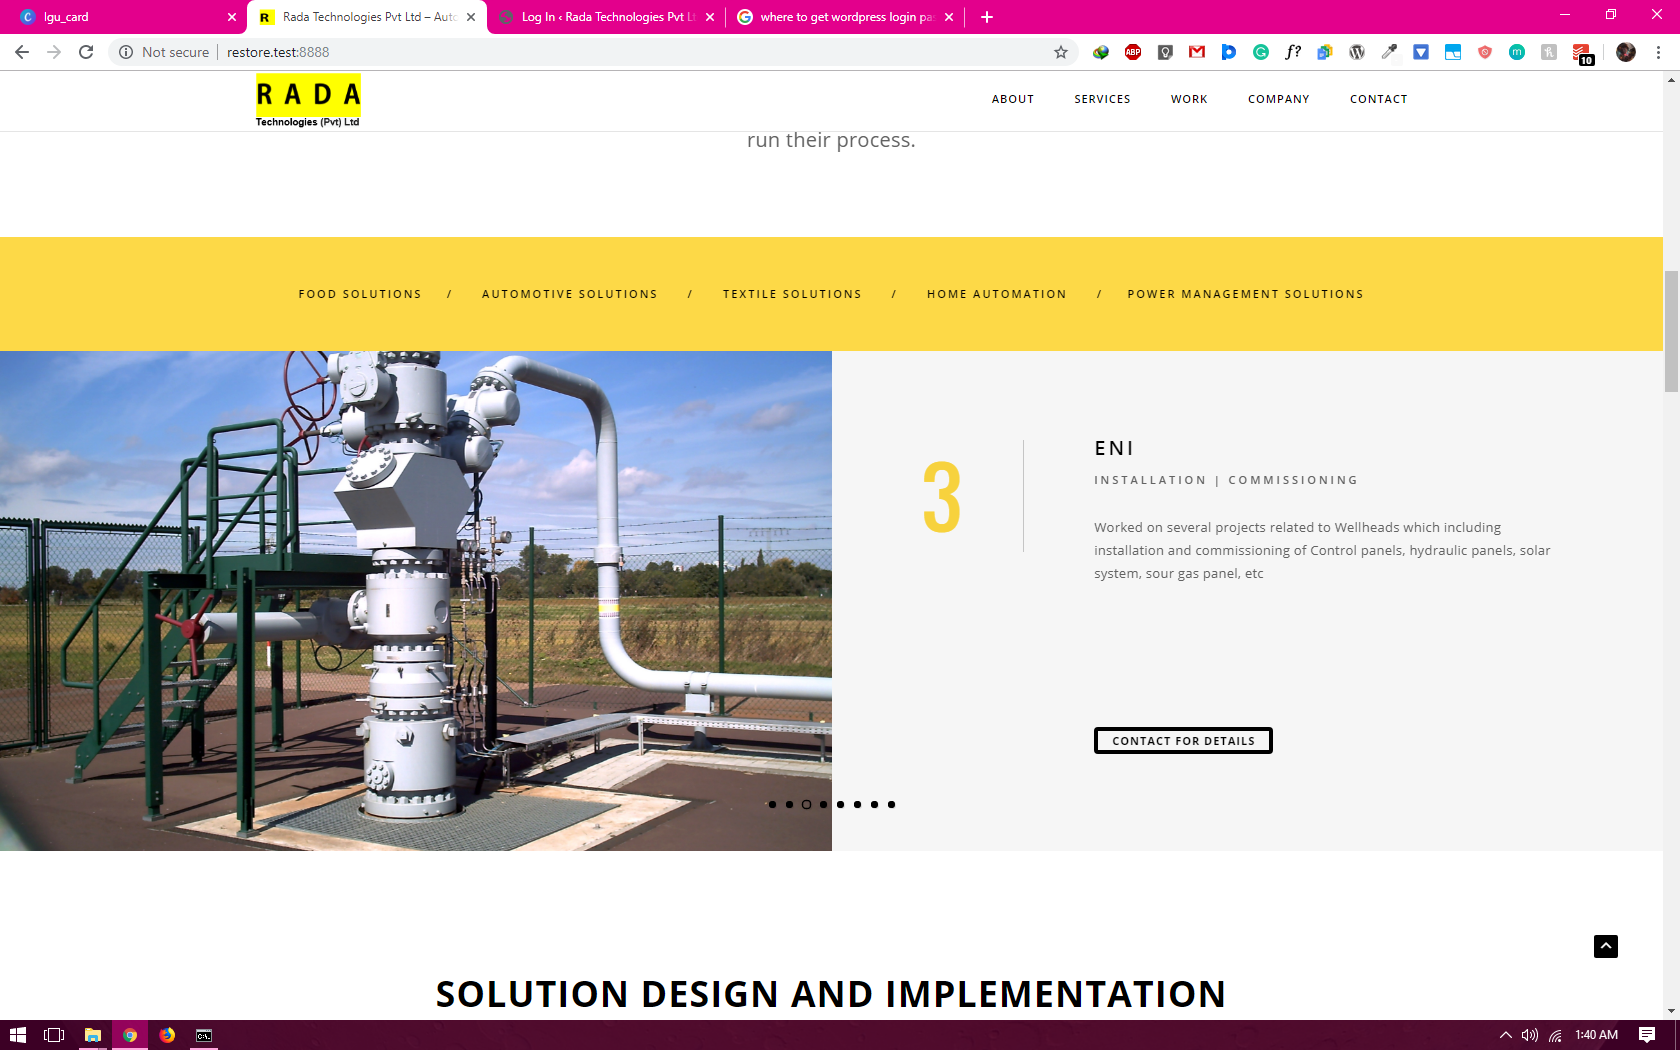 lgu_card
Rada Technologies Pvt Ltd – Auto
Log In ‹ Rada Technologies Pvt Lt
where to get wordpress login pa
Not secure
restore.test:8888
ABP
f?
10
R A D A
Technologies (Pvt) Ltd
ABOUT
SERVICES
WORK
COMPANY
CONTACT
run their process.
FOOD SOLUTIONS / AUTOMOTIVE SOLUTIONS / TEXTILE SOLUTIONS / HOME AUTOMATION / POWER MANAGEMENT SOLUTIONS
3
ENI
INSTALLATION | COMMISSIONING
Worked on several projects related to Wellheads which including
installation and commissioning of Control panels, hydraulic panels, solar
system, sour gas panel, etc
CONTACT FOR DETAILS
SOLUTION DESIGN AND IMPLEMENTATION
1:40 AM